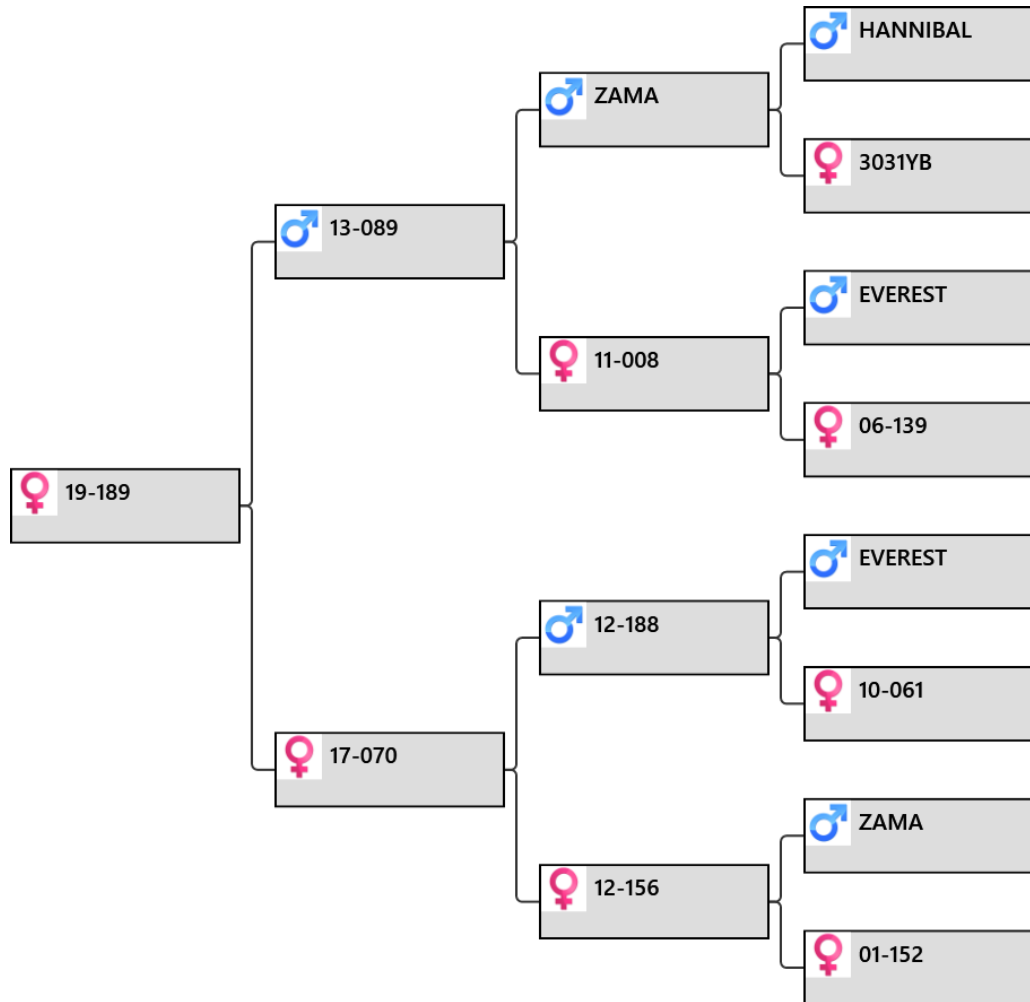 HANNIBAL
ZAMA
3031YB
13-089
EVEREST
11-008
06-139
19-189
EVEREST
12-188
10-061
17-070
ZAMA
12-156
01-152